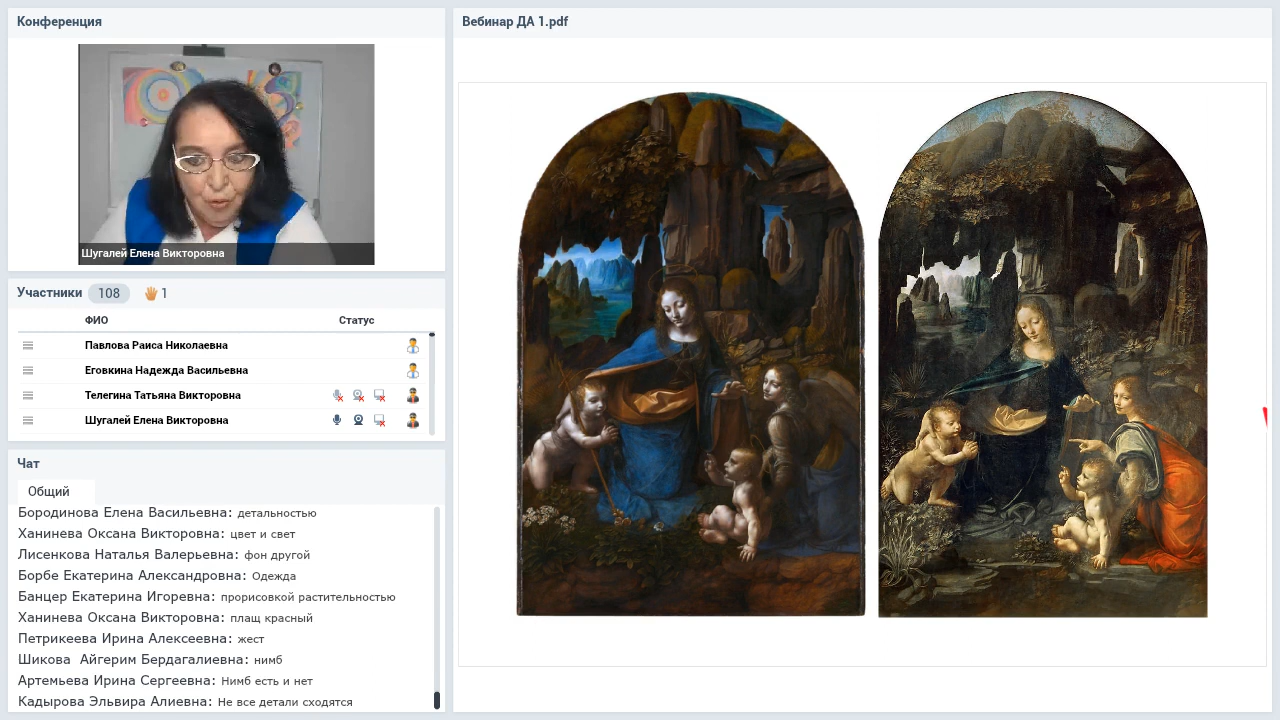 Конференция
Шугалей Елена Викторовна
Участники 108 1
ФИО Статус
Павлова Раиса Николаевна
Еговкина Надежда Васильевна
Телегина Татьяна Викторовна
Шугалей Елена Викторовна
Чат
Общий
Бородинова Елена Васильевна: детальностью
Ханинева Оксана Викторовна: цвет и свет
Лисенкова Наталья Валерьевна: фон другой
Борбе Екатерина Александровна: Одежда
Банцер Екатерина Игоревна: прорисовкой растительностью
Ханинева Оксана Викторовна: плащ красный
Петрикеева Ирина Алексеевна: жест
Шикова  Айгерим Бердагалиевна: нимб
Артемьева Ирина Сергеевна: Нимб есть и нет
Кадырова Эльвира Алиевна: Не все детали сходятся
Вебинар ДА 1.pdf